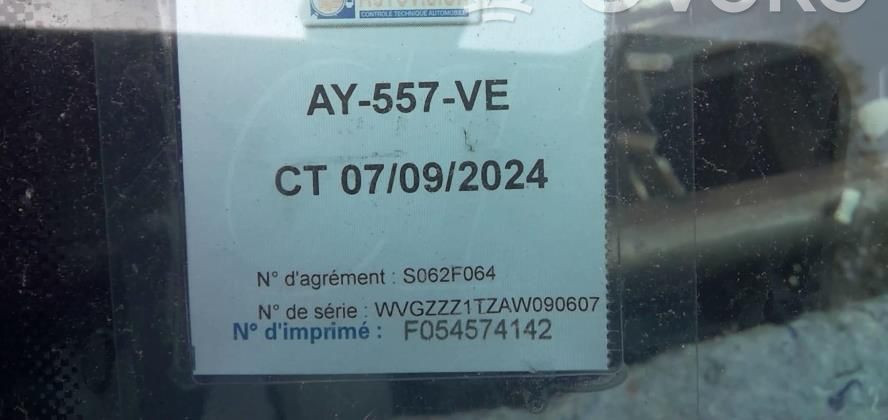 CONTROLE TECHNIQUE AUTOMOBILE
AY-557-VE
CT 07/09/2024
N° d'agrément : S062F064
N° de série : WVGZZZ1TZAW090607
N° d'imprimé : F054574142